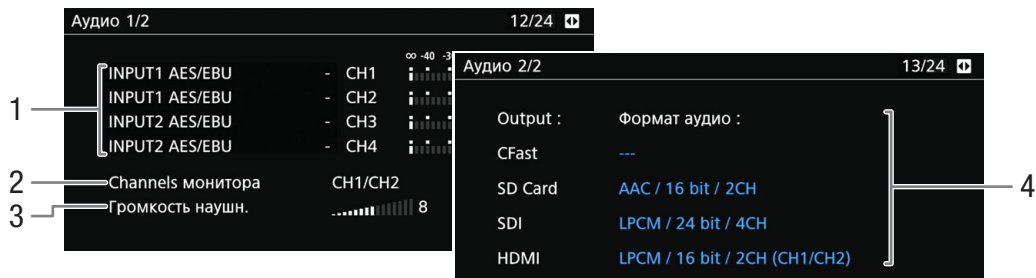 Аудио 1/2 12/24
∞ -40
INPUT1 AES/EBU - CH1
INPUT1 AES/EBU - CH2
INPUT2 AES/EBU - CH3
INPUT2 AES/EBU - CH4
1
2 Channels монитора CH1/CH2
3 Громкость наушн. 8
Аудио 2/2 13/24
Output : Формат аудио :
CFast ---
SD Card AAC / 16 bit / 2CH
SDI LPCM / 24 bit / 4CH
HDMI LPCM / 16 bit / 2CH (CH1/CH2)
4